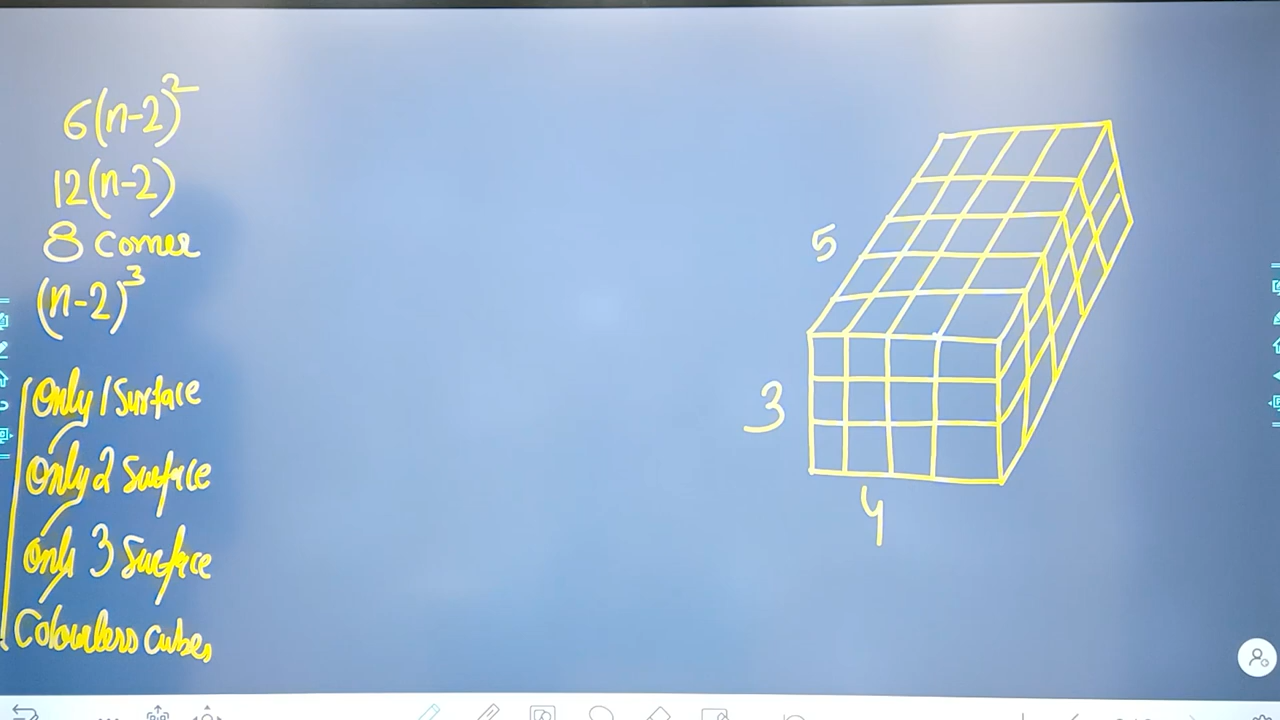 6(n-2)²
12(n-2)
8 Corner
(n-2)³
Only 1 Surface
Only 2 Surface
Only 3 Surface
Colourless cubes
5
3
4